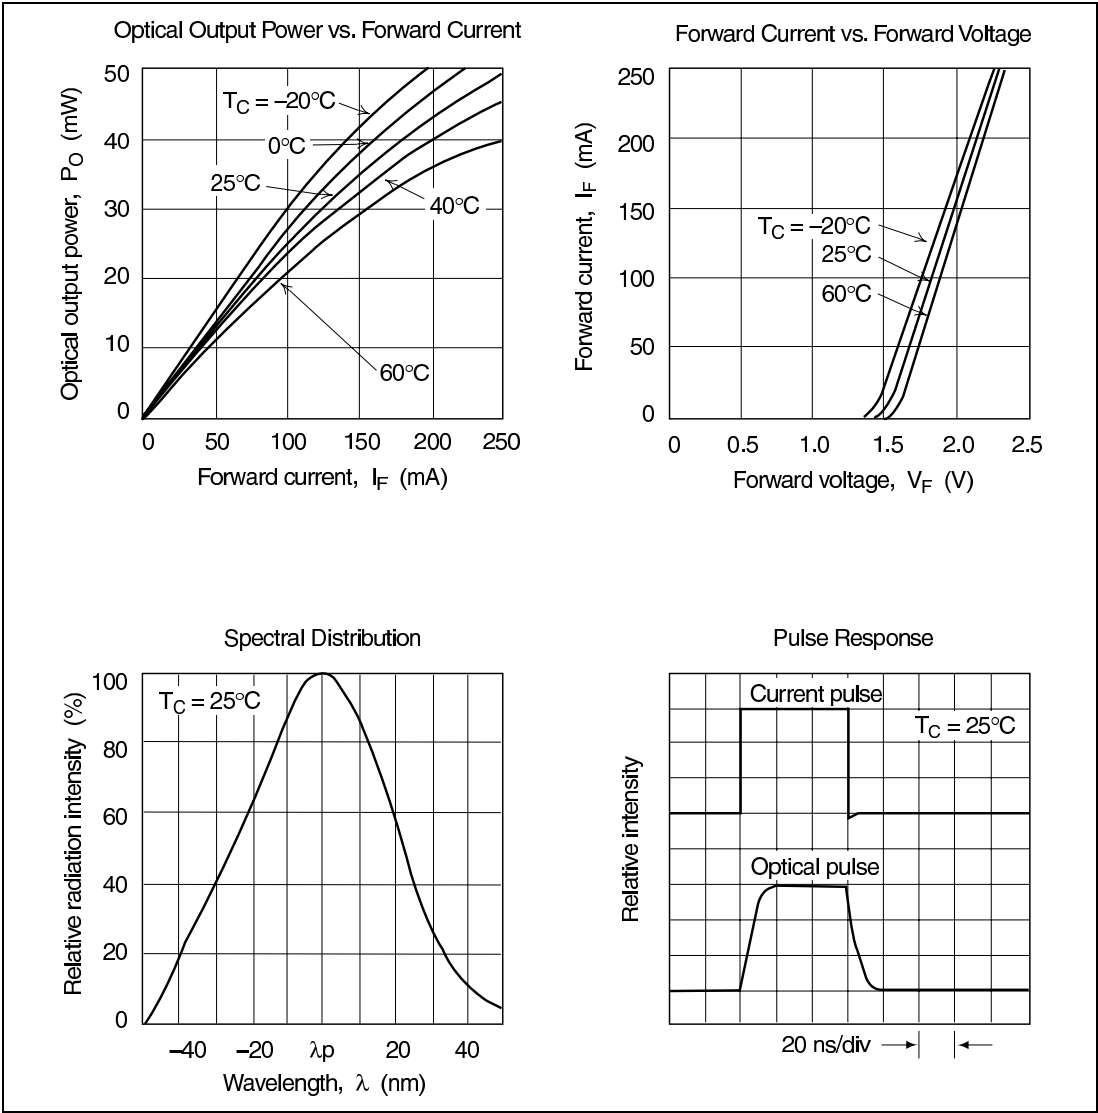 Optical Output Power vs. Forward Current
50
40
30
20
10
0
Optical output power, PO (mW)
TC = –20°C
0°C
25°C
40°C
60°C
0 50 100 150 200 250
Forward current, IF (mA)
Forward Current vs. Forward Voltage
250
200
150
100
50
0
Forward current, IF (mA)
TC = –20°C
25°C
60°C
0 0.5 1.0 1.5 2.0 2.5
Forward voltage, VF (V)
Spectral Distribution
100
80
60
40
20
0
Relative radiation intensity (%)
TC = 25°C
–40 –20 λp 20 40
Wavelength, λ (nm)
Pulse Response
Current pulse
TC = 25°C
Relative intensity
Optical pulse
20 ns/div